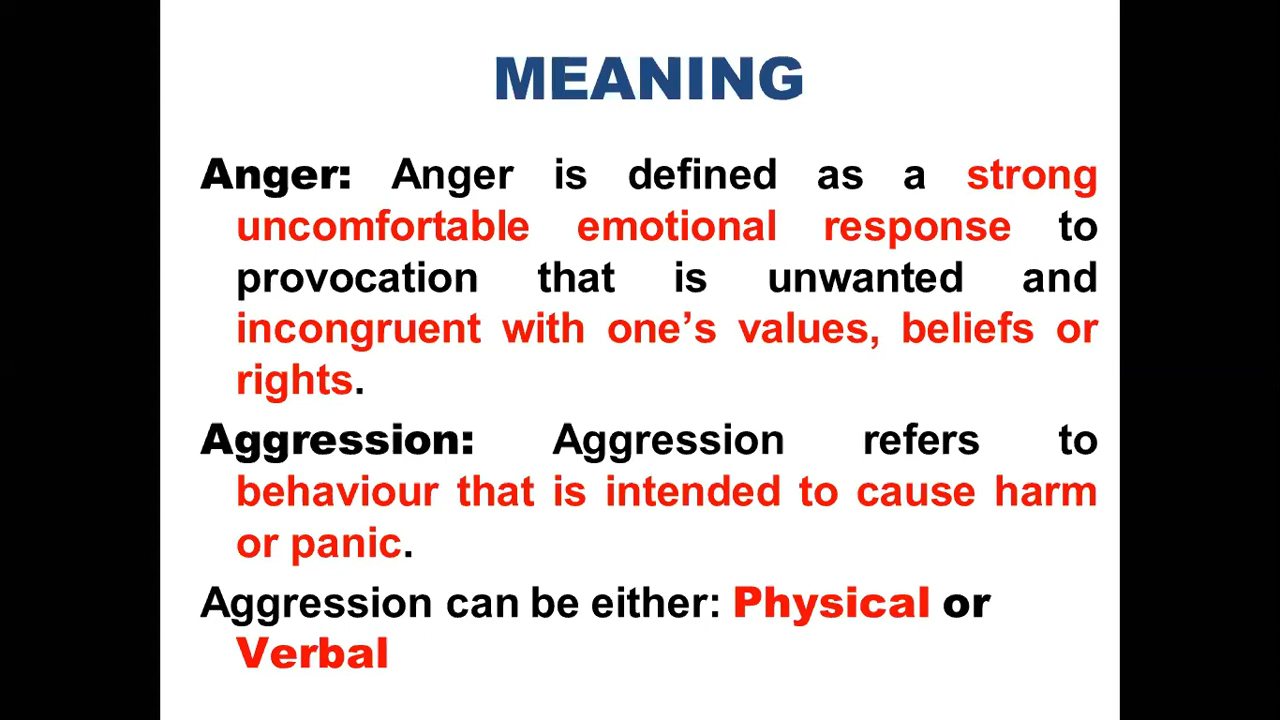 MEANING
Anger: Anger is defined as a strong
uncomfortable emotional response to
provocation that is unwanted and
incongruent with one’s values, beliefs or
rights.
Aggression: Aggression refers to
behaviour that is intended to cause harm
or panic.
Aggression can be either: Physical or
Verbal